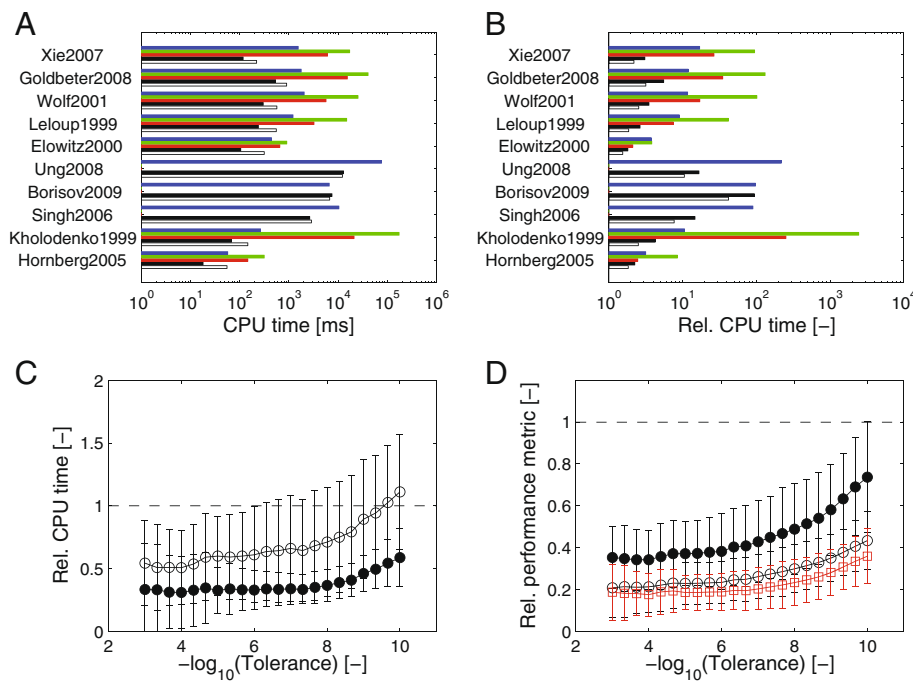 A
Xie2007
Goldbeter2008
Wolf2001
Leloup1999
Elowitz2000
Ung2008
Borisov2009
Singh2006
Kholodenko1999
Hornberg2005
10^0 10^1 10^2 10^3 10^4 10^5 10^6
CPU time [ms]
B
Xie2007
Goldbeter2008
Wolf2001
Leloup1999
Elowitz2000
Ung2008
Borisov2009
Singh2006
Kholodenko1999
Hornberg2005
10^0 10^1 10^2 10^3 10^4
Rel. CPU time [–]
C
Rel. CPU time [–]
2
1.5
1
0.5
0
2 4 6 8 10
−log10(Tolerance) [–]
D
Rel. performance metric [–]
1
0.8
0.6
0.4
0.2
0
2 4 6 8 10
−log10(Tolerance) [–]